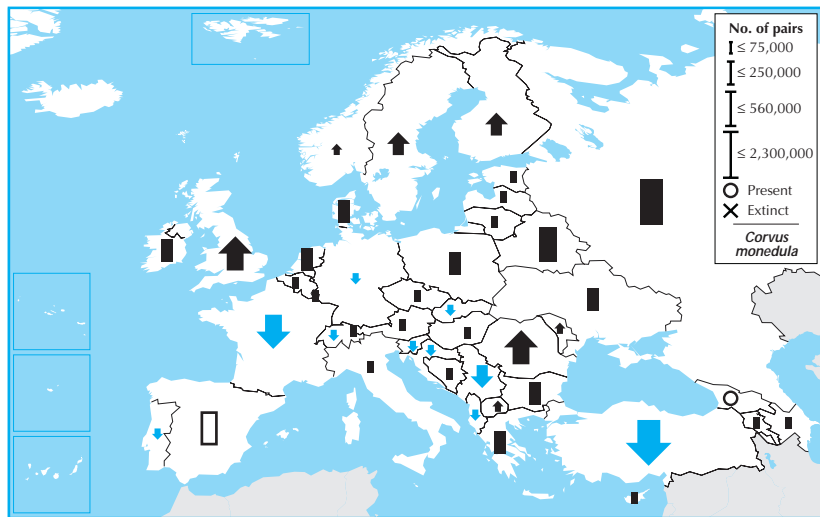 No. of pairs
≤ 75,000
≤ 250,000
≤ 560,000
≤ 2,300,000
Present
Extinct
Corvus
monedula